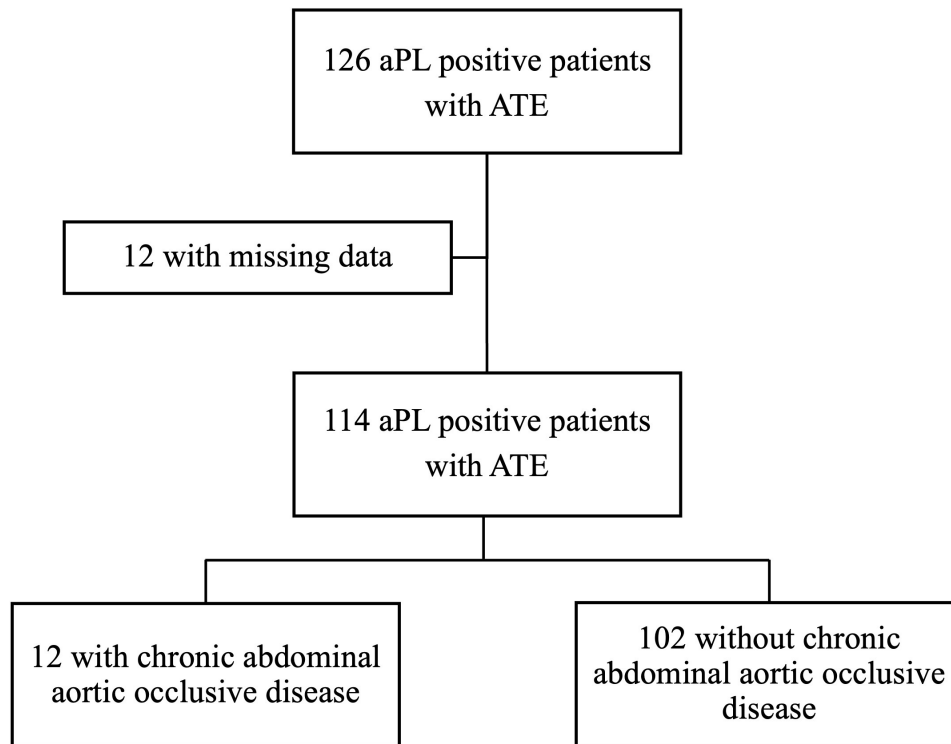 126 aPL positive patients
with ATE
12 with missing data
114 aPL positive patients
with ATE
12 with chronic abdominal
aortic occlusive disease
102 without chronic
abdominal aortic occlusive
disease